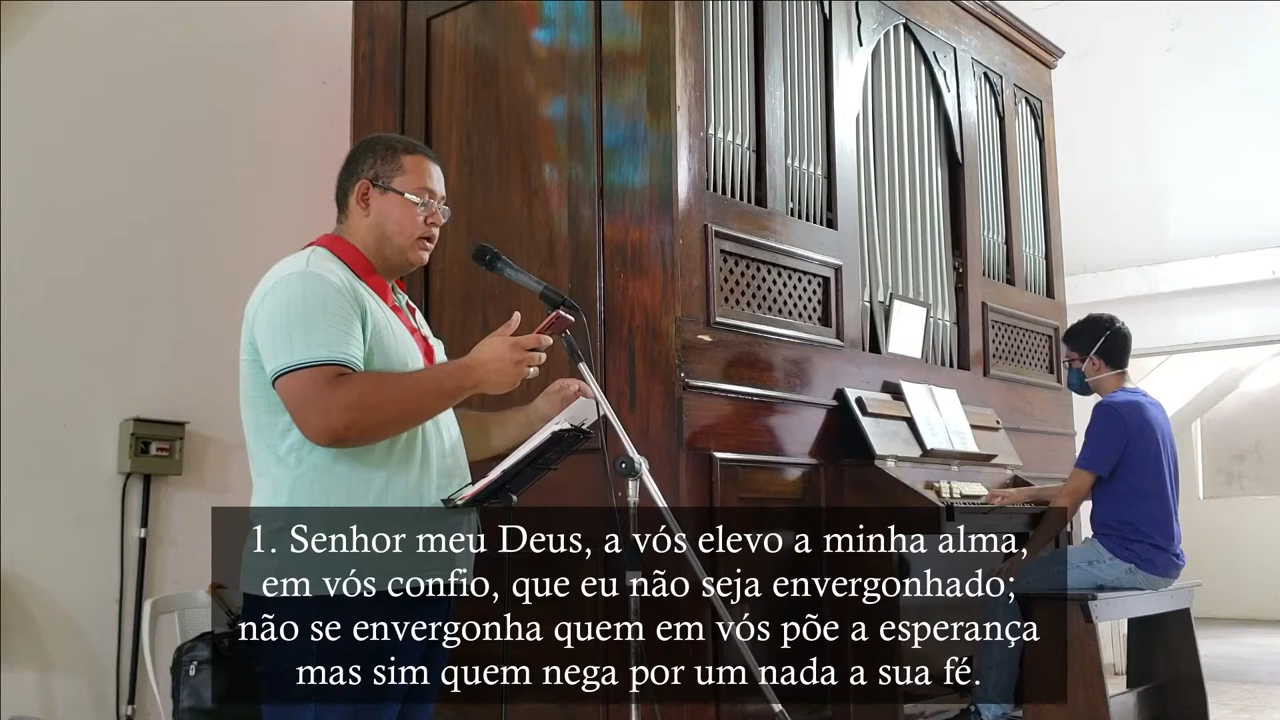 1. Senhor meu Deus, a vós elevo a minha alma,
em vós confio, que eu não seja envergonhado;
não se envergonha quem em vós põe a esperança
mas sim quem nega por um nada a sua fé.